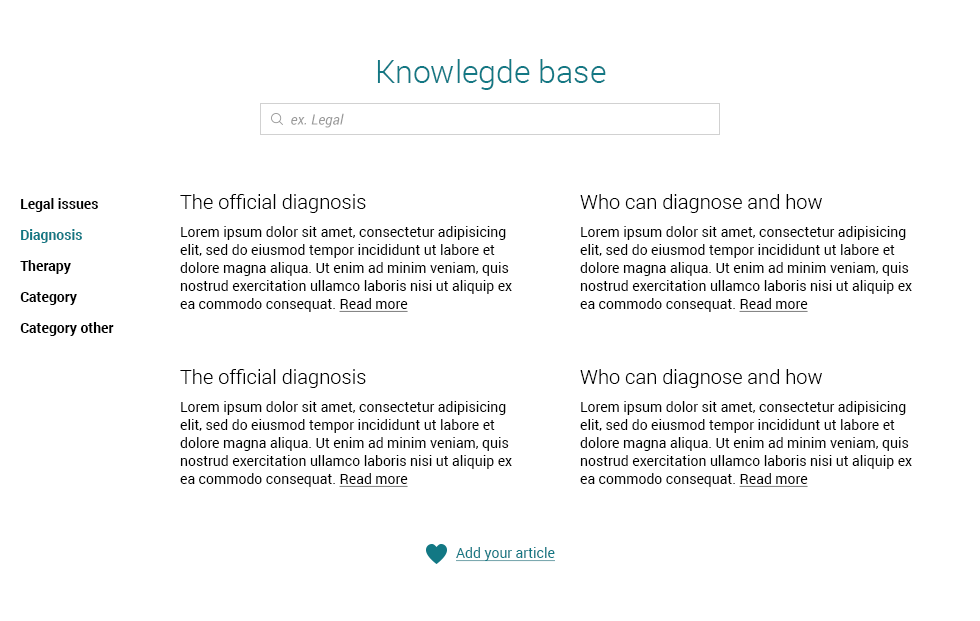 Knowlegde base
ex. Legal
Legal issues
Diagnosis
Therapy
Category
Category other
The official diagnosis
Lorem ipsum dolor sit amet, consectetur adipisicing
elit, sed do eiusmod tempor incididunt ut labore et
dolore magna aliqua. Ut enim ad minim veniam, quis
nostrud exercitation ullamco laboris nisi ut aliquip ex
ea commodo consequat. Read more
Who can diagnose and how
Lorem ipsum dolor sit amet, consectetur adipisicing
elit, sed do eiusmod tempor incididunt ut labore et
dolore magna aliqua. Ut enim ad minim veniam, quis
nostrud exercitation ullamco laboris nisi ut aliquip ex
ea commodo consequat. Read more
The official diagnosis
Lorem ipsum dolor sit amet, consectetur adipisicing
elit, sed do eiusmod tempor incididunt ut labore et
dolore magna aliqua. Ut enim ad minim veniam, quis
nostrud exercitation ullamco laboris nisi ut aliquip ex
ea commodo consequat. Read more
Who can diagnose and how
Lorem ipsum dolor sit amet, consectetur adipisicing
elit, sed do eiusmod tempor incididunt ut labore et
dolore magna aliqua. Ut enim ad minim veniam, quis
nostrud exercitation ullamco laboris nisi ut aliquip ex
ea commodo consequat. Read more
Add your article